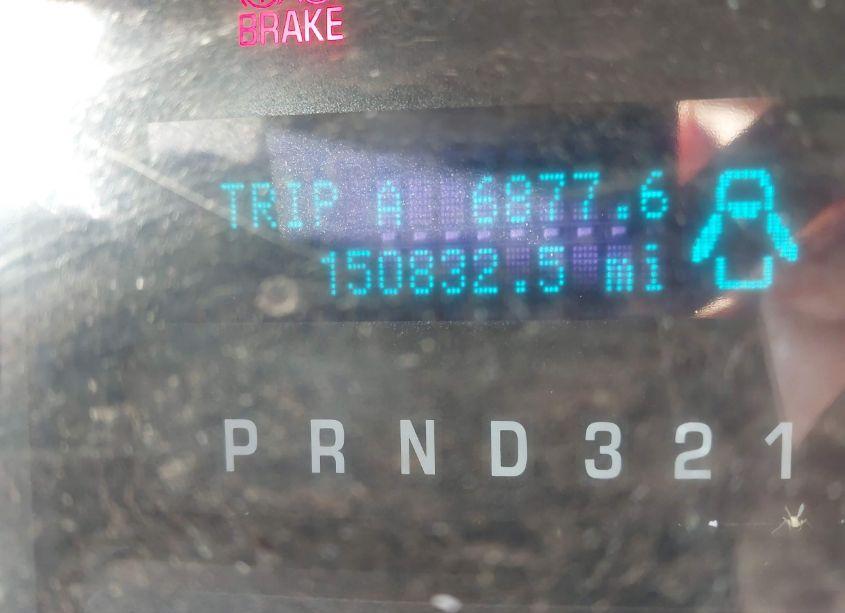 BRAKE
TRIP A 6877.6
150832.5 mi
P R N D 3 2 1